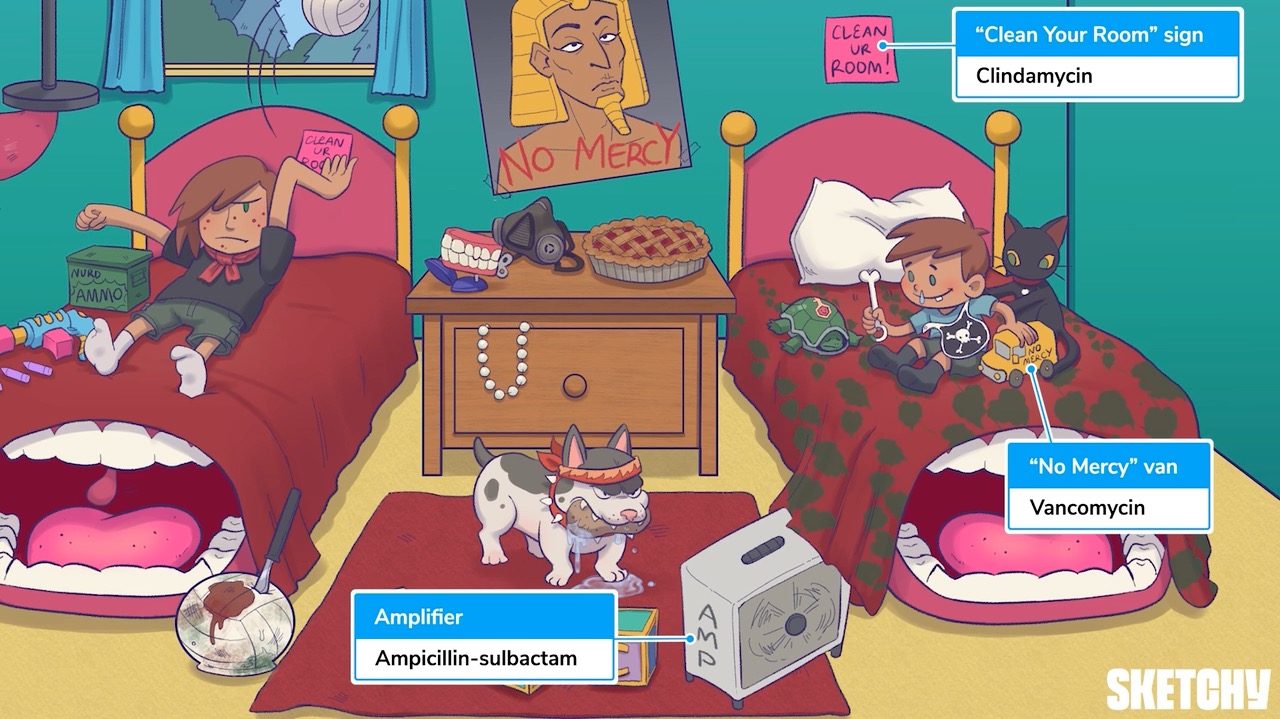 CLEAN
UR
ROOM!
“Clean Your Room” sign
Clindamycin
CLEAN
UR
NO MERCY
NURD
AMMO
NO
MERCY
“No Mercy” van
Vancomycin
Amplifier
Ampicillin-sulbactam
AMP
SKETCHY